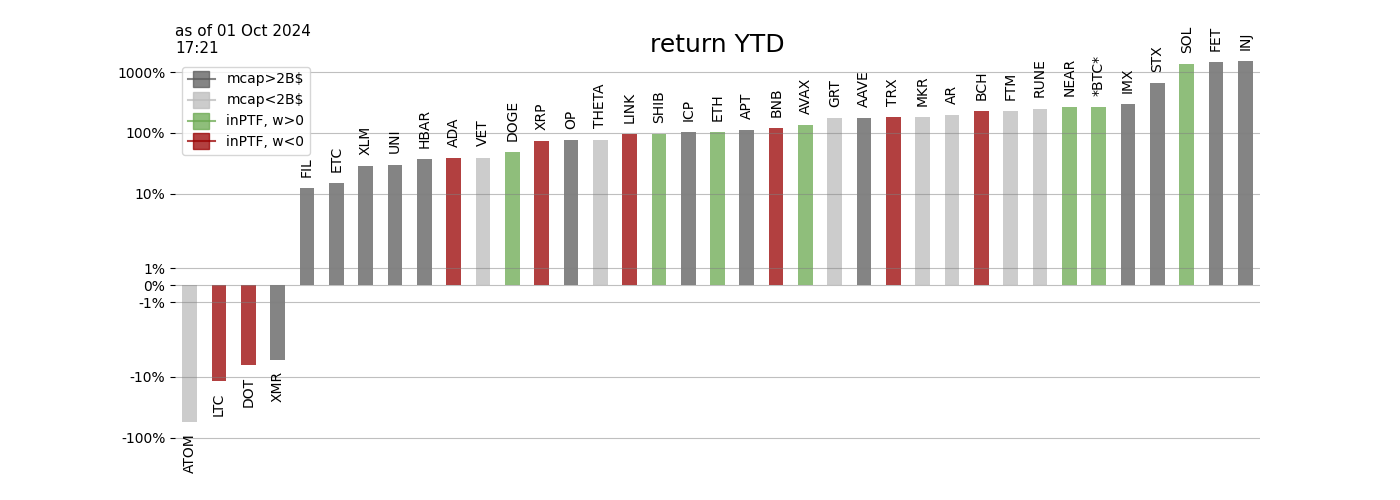 as of 01 Oct 2024
17:21
return YTD
mcap>2B$
mcap<2B$
inPTF, w>0
inPTF, w<0
1000%
100%
10%
1%
0%
-1%
-10%
-100%
ATOM
LTC
DOT
XMR
FIL
ETC
XLM
UNI
HBAR
ADA
VET
DOGE
XRP
OP
THETA
LINK
SHIB
ICP
ETH
APT
BNB
AVAX
GRT
AAVE
TRX
MKR
AR
BCH
FTM
RUNE
NEAR
*BTC*
IMX
STX
SOL
FET
INJ